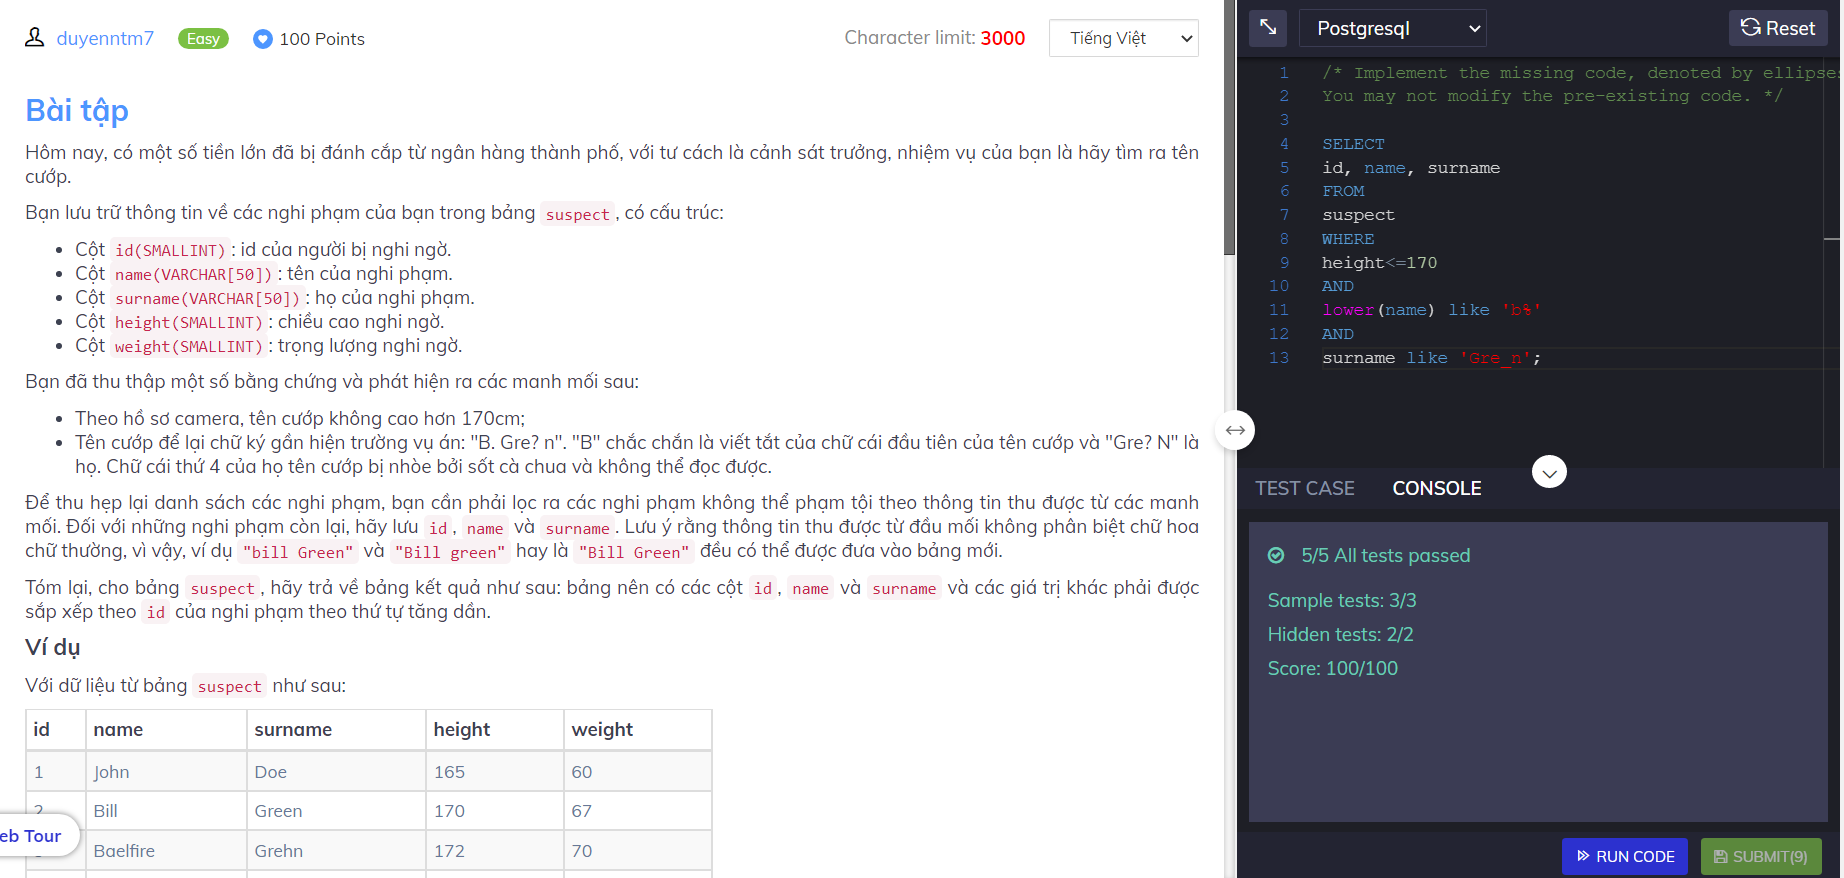 duyenntm7 Easy 100 Points Character limit: 3000 Tiếng Việt
Bài tập
Hôm nay, có một số tiền lớn đã bị đánh cắp từ ngân hàng thành phố, với tư cách là cảnh sát trưởng, nhiệm vụ của bạn là hãy tìm ra tên
cướp.
Bạn lưu trữ thông tin về các nghi phạm của bạn trong bảng suspect, có cấu trúc:
Cột id(SMALLINT): id của người bị nghi ngờ.
Cột name(VARCHAR[50]): tên của nghi phạm.
Cột surname(VARCHAR[50]): họ của nghi phạm.
Cột height(SMALLINT): chiều cao nghi ngờ.
Cột weight(SMALLINT): trọng lượng nghi ngờ.
Bạn đã thu thập một số bằng chứng và phát hiện ra các manh mối sau:
Theo hồ sơ camera, tên cướp không cao hơn 170cm;
Tên cướp để lại chữ ký gần hiện trường vụ án: "B. Gre? n". "B" chắc chắn là viết tắt của chữ cái đầu tiên của tên cướp và "Gre? N" là
họ. Chữ cái thứ 4 của họ tên cướp bị nhòe bởi sốt cà chua và không thể đọc được.
Để thu hẹp lại danh sách các nghi phạm, bạn cần phải lọc ra các nghi phạm không thể phạm tội theo thông tin thu được từ các manh
mối. Đối với những nghi phạm còn lại, hãy lưu id, name và surname. Lưu ý rằng thông tin thu được từ đầu mối không phân biệt chữ hoa
chữ thường, vì vậy, ví dụ "bill Green" và "Bill green" hay là "Bill Green" đều có thể được đưa vào bảng mới.
Tóm lại, cho bảng suspect, hãy trả về bảng kết quả như sau: bảng nên có các cột id, name và surname và các giá trị khác phải được
sắp xếp theo id của nghi phạm theo thứ tự tăng dần.
Ví dụ
Với dữ liệu từ bảng suspect như sau:
id name surname height weight
1 John Doe 165 60
2 Bill Green 170 67
Baelfire Grehn 172 70
eb Tour
Postgresql Reset
1 /* Implement the missing code, denoted by ellipses
2 You may not modify the pre-existing code. */
3
4 SELECT
5 id, name, surname
6 FROM
7 suspect
8 WHERE
9 height<=170
10 AND
11 lower(name) like 'b%'
12 AND
13 surname like 'Gre_n';
TEST CASE CONSOLE
5/5 All tests passed
Sample tests: 3/3
Hidden tests: 2/2
Score: 100/100
RUN CODE SUBMIT(9)